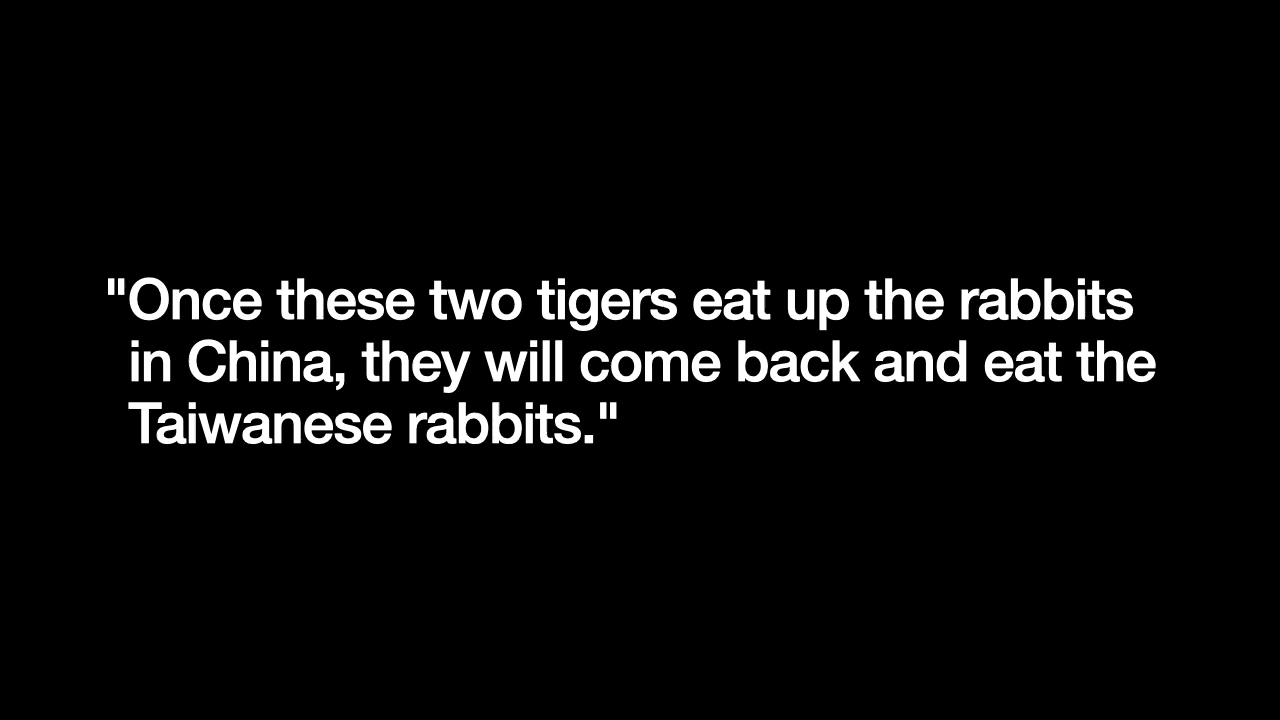 "Once these two tigers eat up the rabbits
in China, they will come back and eat the
Taiwanese rabbits."